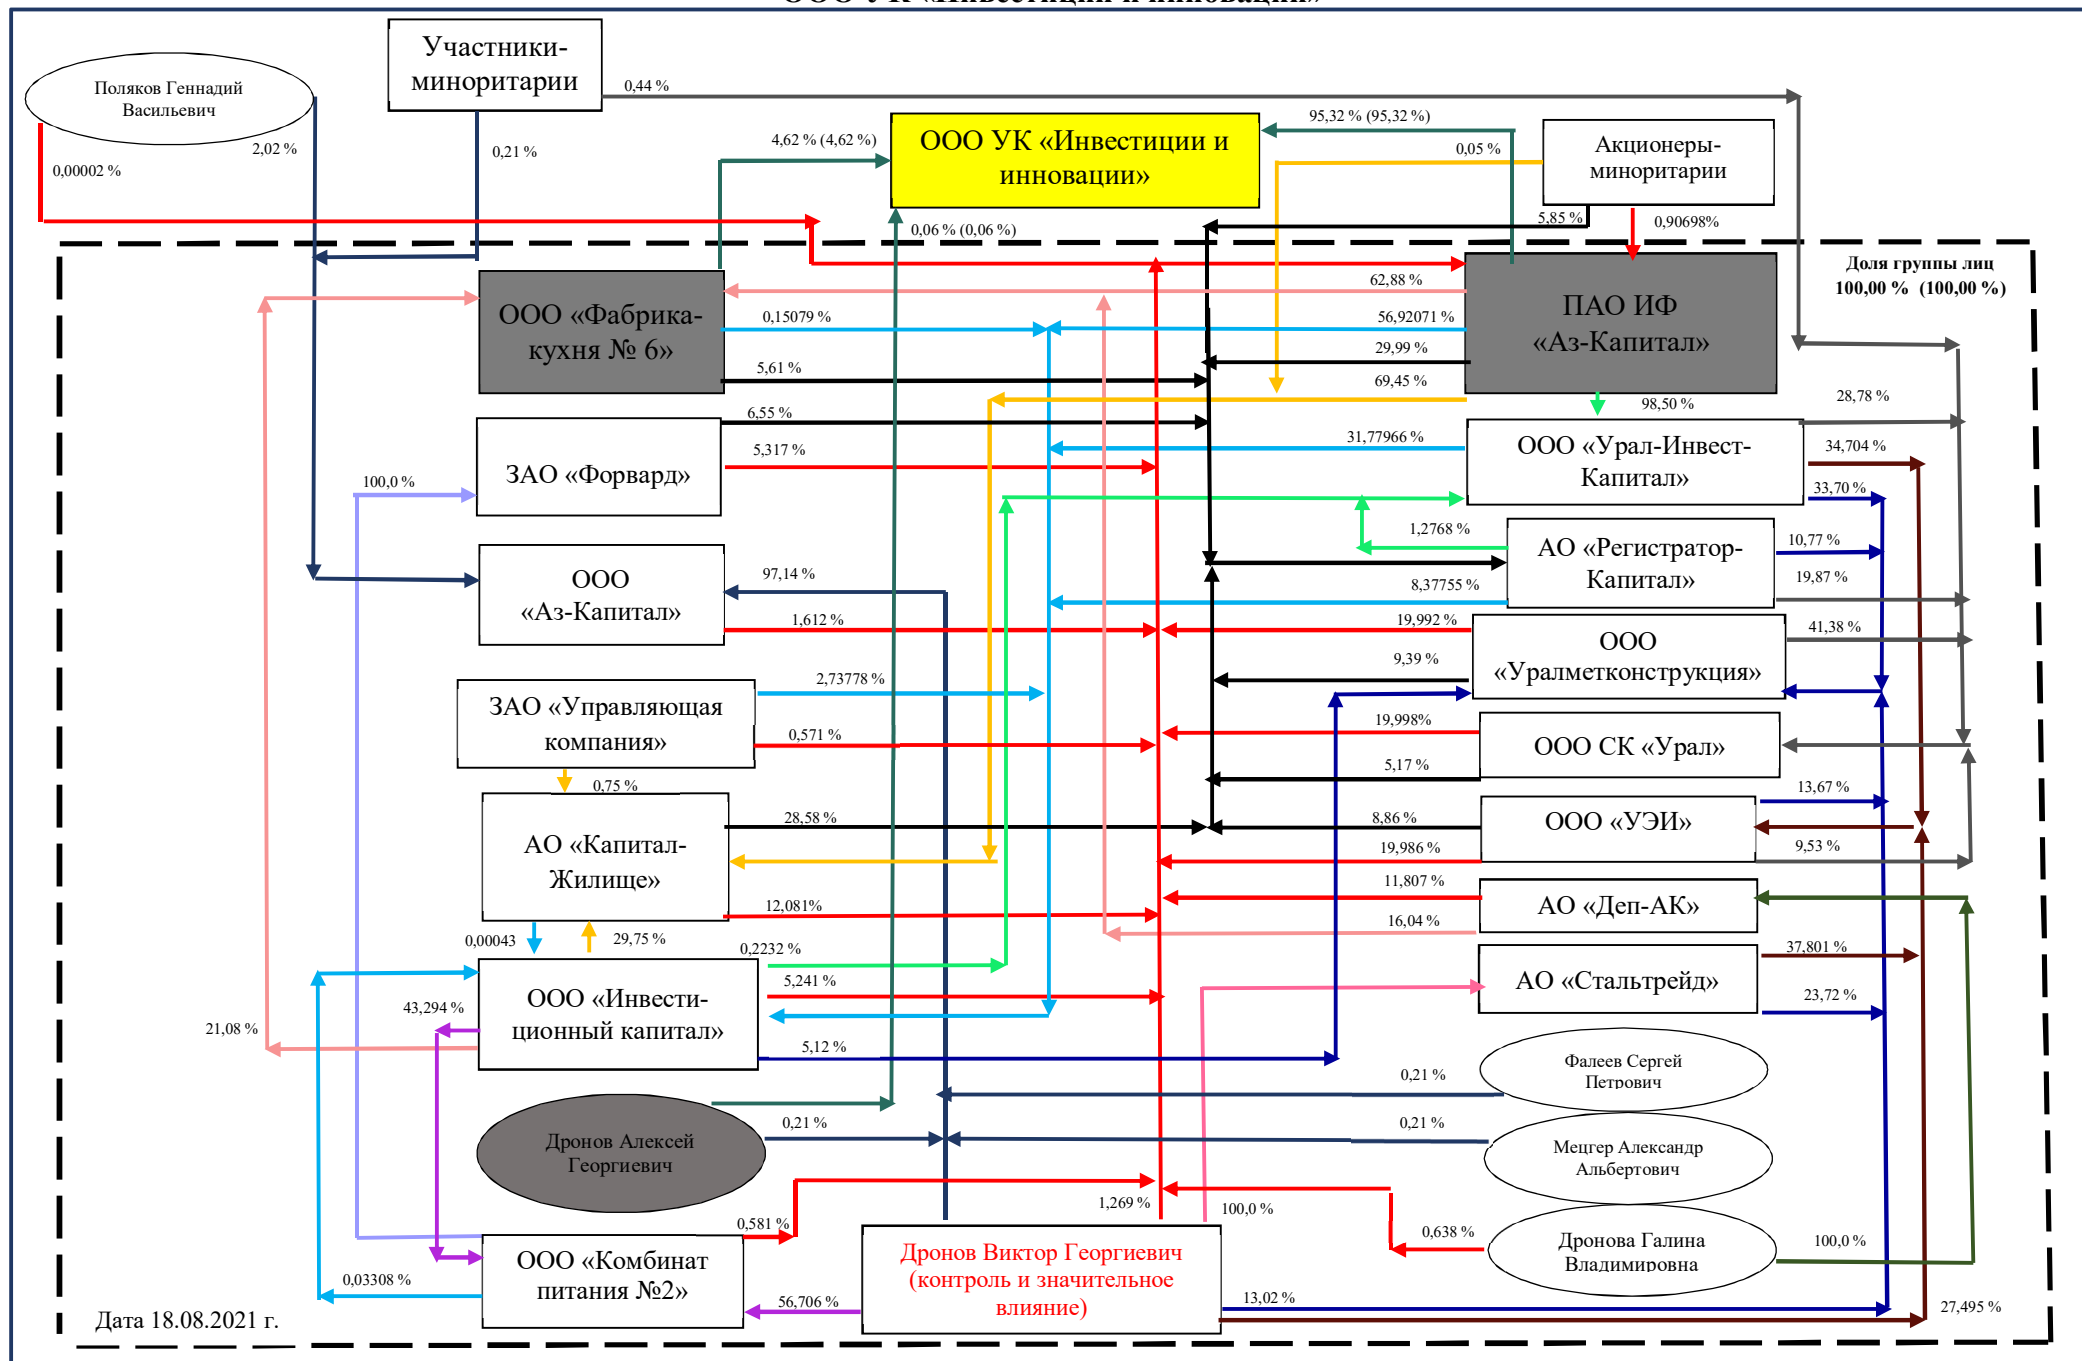 ООО УК «Инвестиции и инновации»
Участники-
миноритарии
Поляков Геннадий
Васильевич
0,44 %
95,32 % (95,32 %)
4,62 % (4,62 %)
ООО УК «Инвестиции и
инновации»
Акционеры-
миноритарии
2,02 %
0,21 %
0,05 %
0,00002 %
5,85 %
0,90698%
0,06 % (0,06 %)
Доля группы лиц
100,00 % (100,00 %)
62,88 %
ООО «Фабрика-
кухня № 6»
0,15079 %
56,92071 %
ПАО ИФ
«Аз-Капитал»
29,99 %
5,61 %
69,45 %
98,50 %
28,78 %
6,55 %
31,77966 %
ООО «Урал-Инвест-
Капитал»
34,704 %
5,317 %
ЗАО «Форвард»
100,0 %
33,70 %
1,2768 %
АО «Регистратор-
Капитал»
10,77 %
ООО
«Аз-Капитал»
97,14 %
8,37755 %
19,87 %
1,612 %
19,992 %
ООО
«Уралметконструкция»
41,38 %
9,39 %
2,73778 %
ЗАО «Управляющая
компания»
0,571 %
19,998%
ООО СК «Урал»
5,17 %
0,75 %
13,67 %
28,58 %
8,86 %
ООО «УЭИ»
АО «Капитал-
Жилище»
19,986 %
9,53 %
11,807 %
АО «Деп-АК»
12,081%
16,04 %
0,00043
29,75 %
0,2232 %
37,801 %
5,241 %
АО «Стальтрейд»
ООО «Инвести-
ционный капитал»
43,294 %
23,72 %
21,08 %
5,12 %
Фалеев Сергей
Петрович
0,21 %
0,21 %
0,21 %
Дронов Алексей
Георгиевич
Мецгер Александр
Альбертович
1,269 %
100,0 %
0,581 %
0,638 %
Дронова Галина
Владимировна
100,0 %
ООО «Комбинат
питания №2»
Дронов Виктор Георгиевич
(контроль и значительное
влияние)
0,03308 %
56,706 %
13,02 %
27,495 %
Дата 18.08.2021 г.